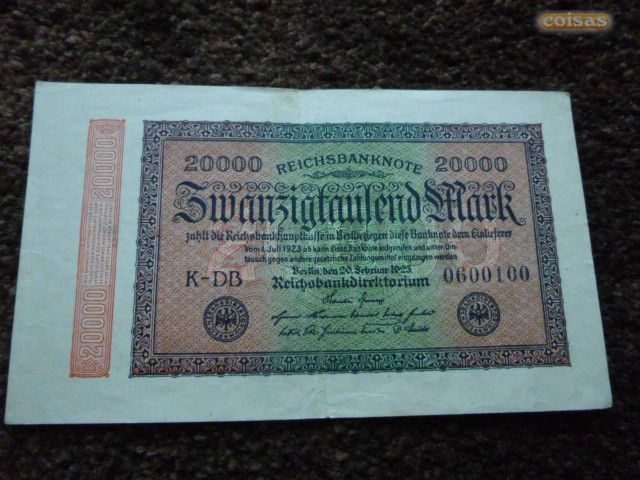 coisas
20000 REICHSBANKNOTE 20000
Zwanzigtausend Mark
zahlt die Reichsbankhauptkasse in Berlin gegen diese Banknote dem Einlieferer
Vom 1. Juli 1923 ab kann diese Banknote aufgerufen und unter Um-
tausch gegen andere gesetzliche Zahlungsmittel eingezogen werden
Berlin, den 20. Februar 1923
K-DB Reichsbankdirektorium 0600100
20000
20000